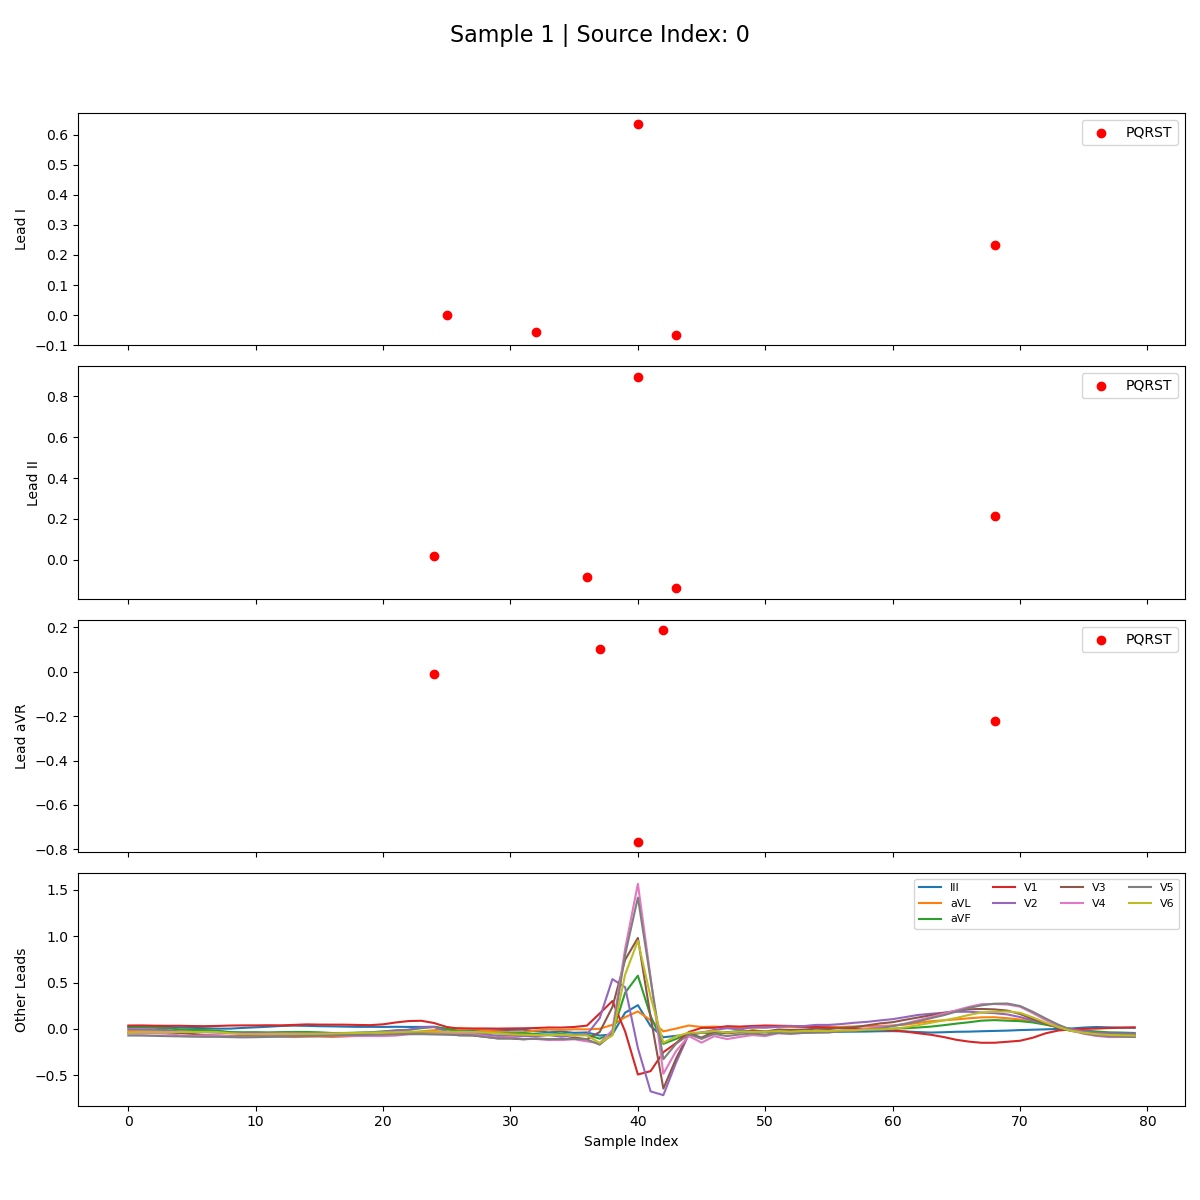 Sample 1 | Source Index: 0
Lead I
0.6
0.5
0.4
0.3
0.2
0.1
0.0
−0.1
PQRST
Lead II
0.8
0.6
0.4
0.2
0.0
PQRST
Lead aVR
0.2
0.0
−0.2
−0.4
−0.6
−0.8
PQRST
Other Leads
1.5
1.0
0.5
0.0
−0.5
III V1 V3 V5
aVL V2 V4 V6
aVF
0 10 20 30 40 50 60 70 80
Sample Index